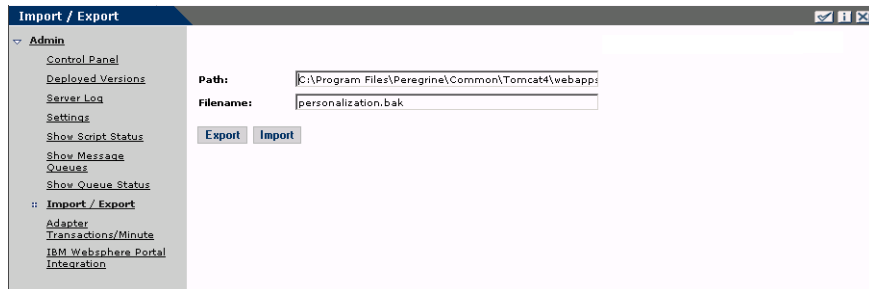 Import / Export
Admin
Control Panel
Deployed Versions
Server Log
Settings
Show Script Status
Show Message
Queues
Show Queue Status
Import / Export
Adapter
Transactions/Minute
IBM Websphere Portal
Integration
Path:
C:\Program Files\Peregrine\Common\Tomcat4\webapps
Filename:
personalization.bak
Export Import